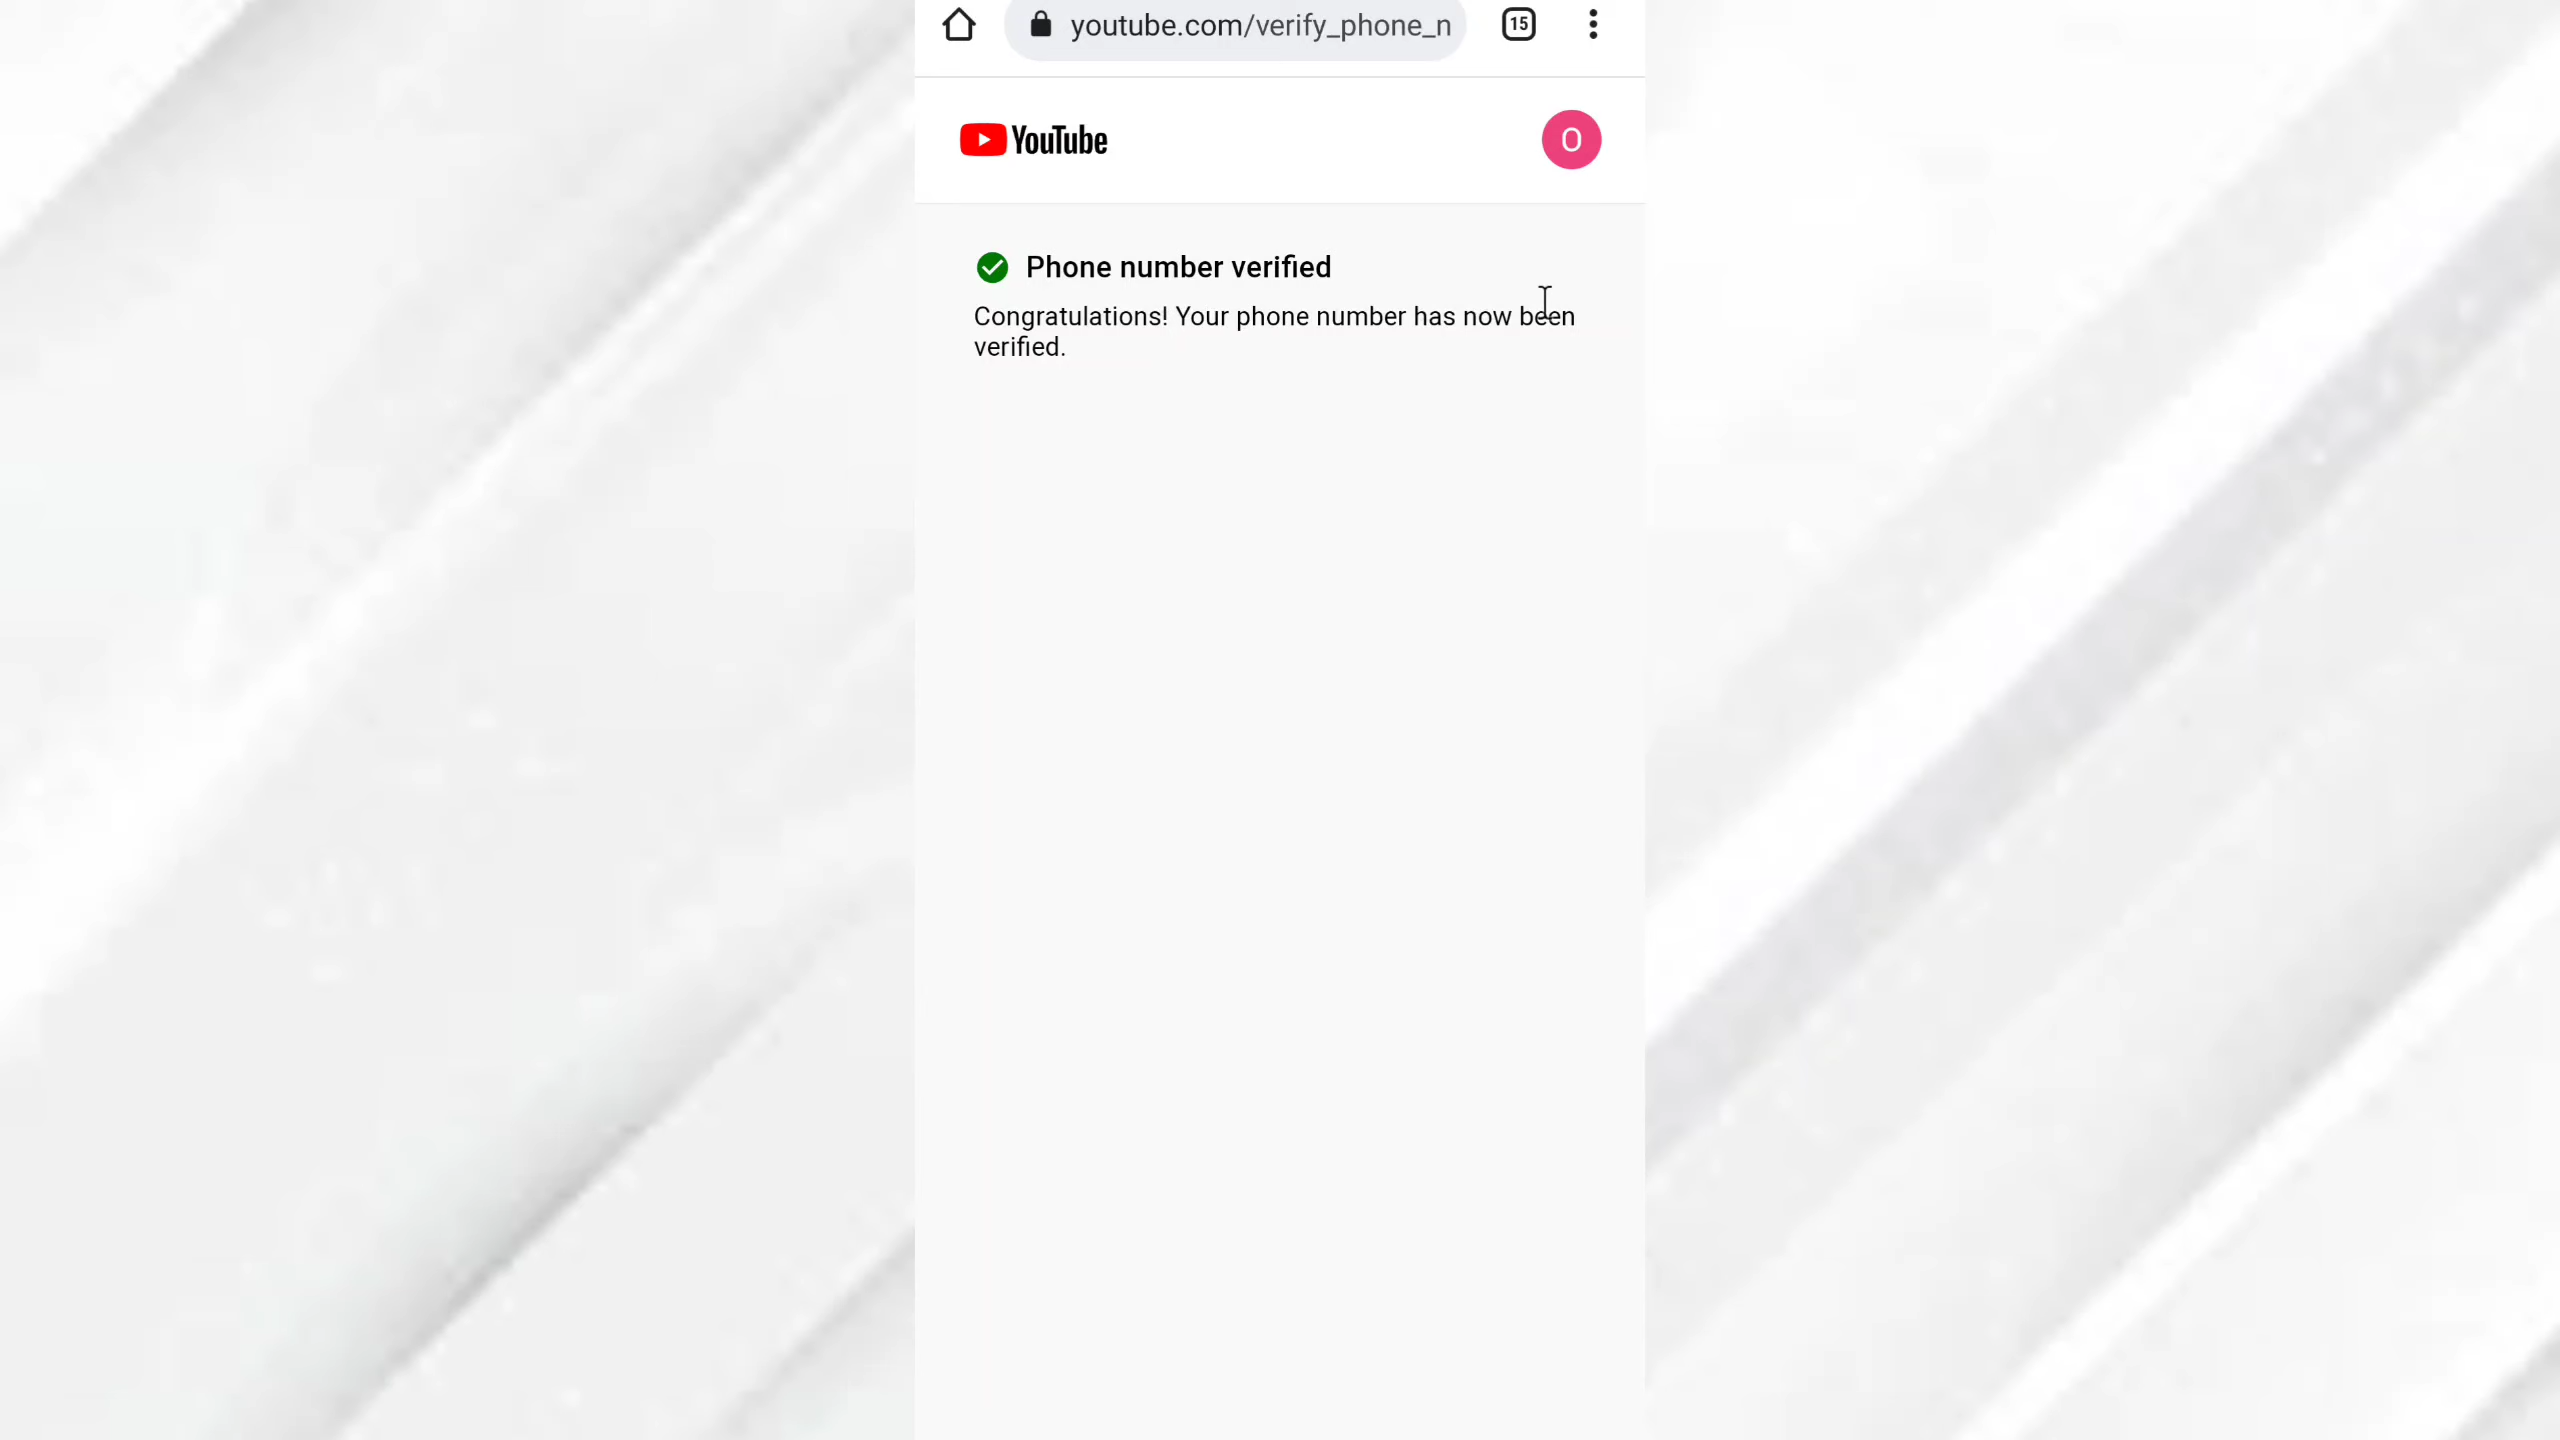 youtube.com/verify_phone_n
15
YouTube
O
Phone number verified
Congratulations! Your phone number has now been
verified.